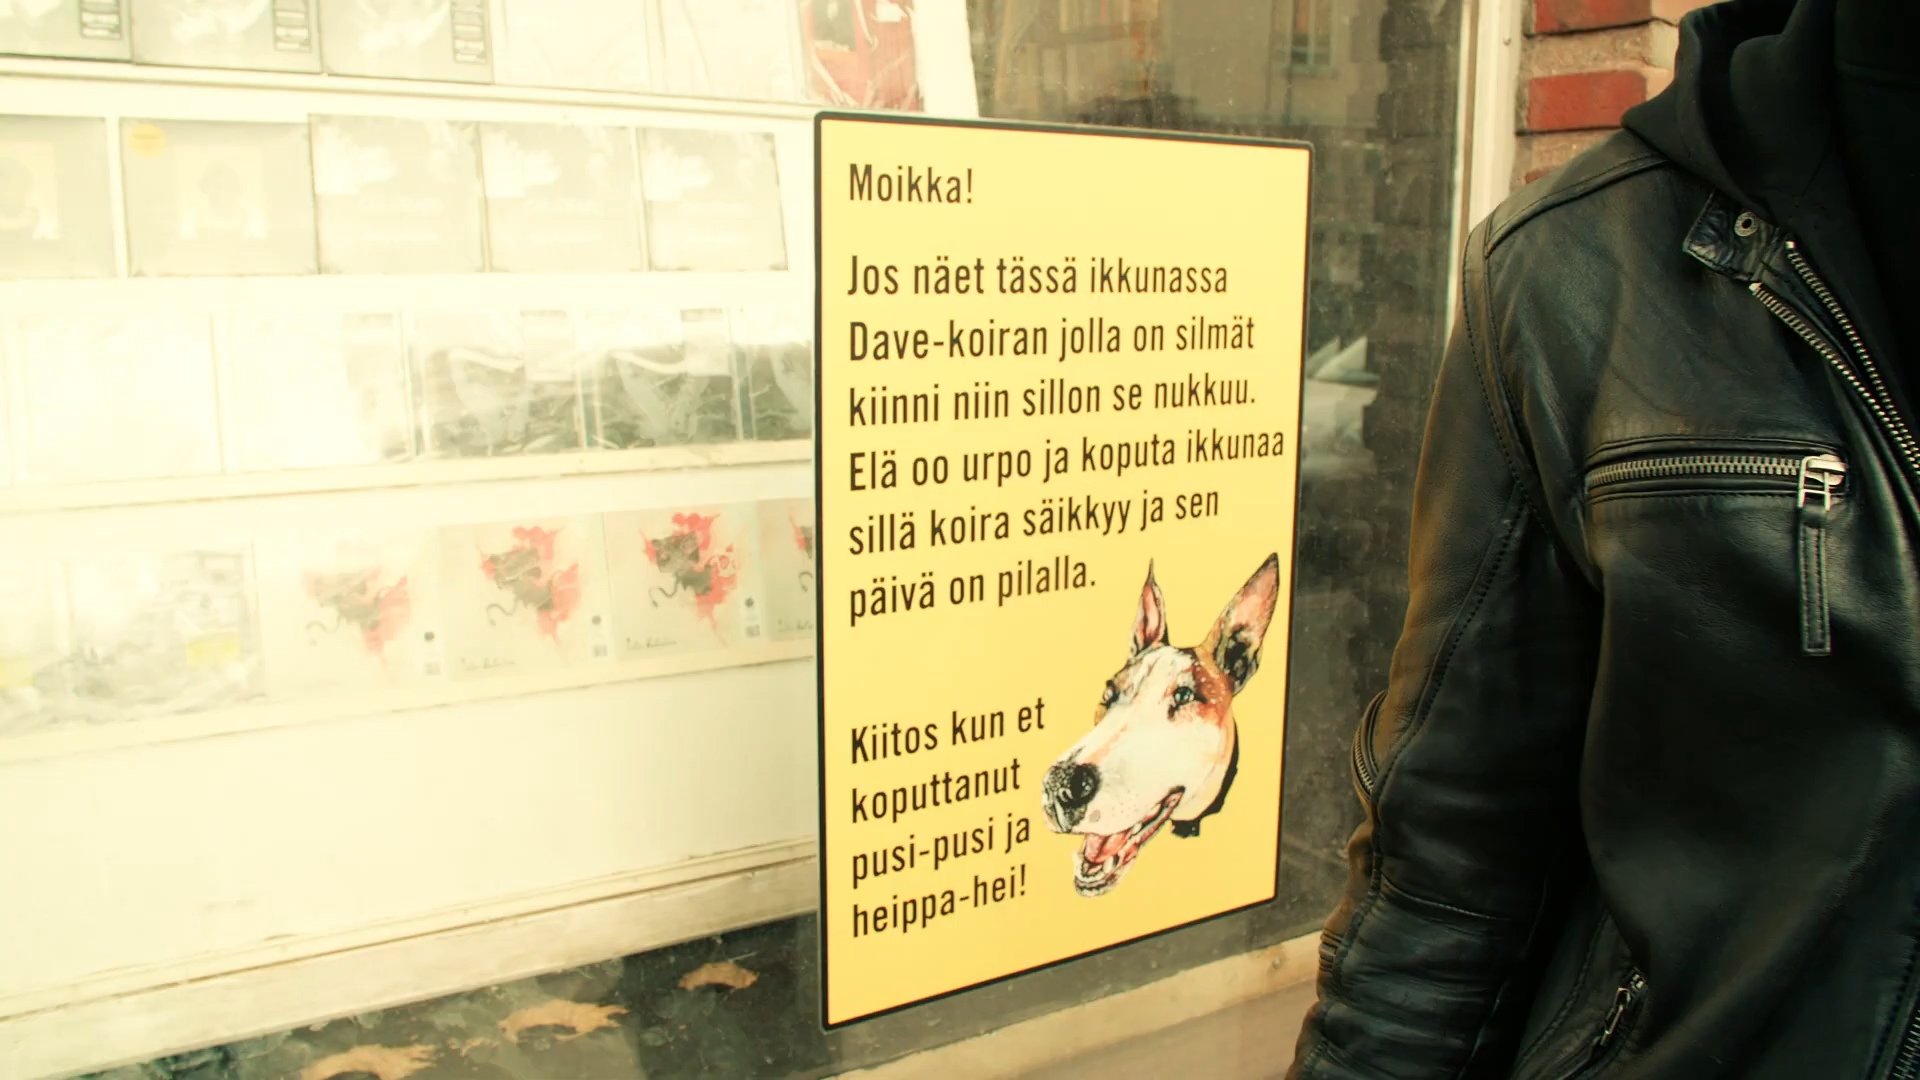 Moikka!
Jos näet tässä ikkunassa
Dave-koiran jolla on silmät
kiinni niin sillon se nukkuu.
Elä oo urpo ja koputa ikkunaa
sillä koira säikkyy ja sen
päivä on pilalla.
Kiitos kun et
koputtanut
pusi-pusi ja
heippa-hei!